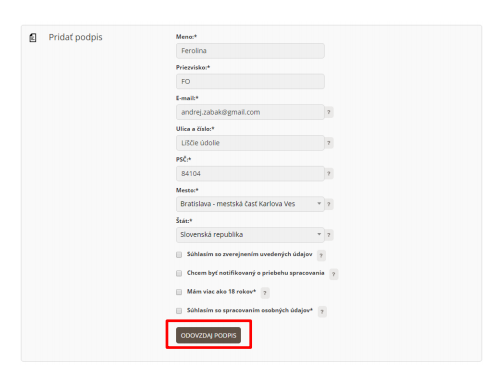 Pridať podpis
Meno:*
Ferolina
Priezvisko:*
FO
E-mail:*
andrej.zabak@gmail.com
?
Ulica a číslo:*
Líščie údolie
?
PSČ:*
84104
?
Mesto:*
Bratislava - mestská časť Karlova Ves
?
Štát:*
Slovenská republika
?
Súhlasím so zverejnením uvedených údajov ?
Chcem byť notifikovaný o priebehu spracovania ?
Mám viac ako 18 rokov* ?
Súhlasím so spracovaním osobných údajov* ?
ODOVZDAJ PODPIS